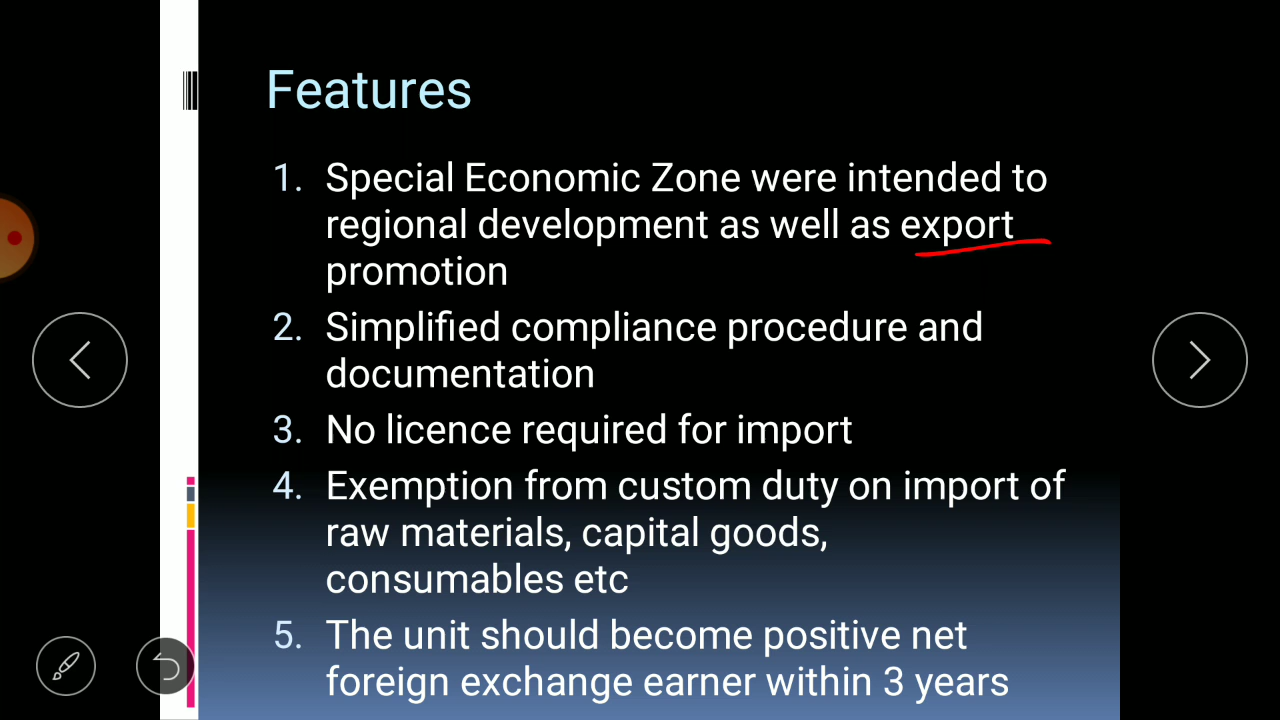 Features
1. Special Economic Zone were intended to
regional development as well as export
promotion
2. Simplified compliance procedure and
documentation
3. No licence required for import
4. Exemption from custom duty on import of
raw materials, capital goods,
consumables etc
5. The unit should become positive net
foreign exchange earner within 3 years